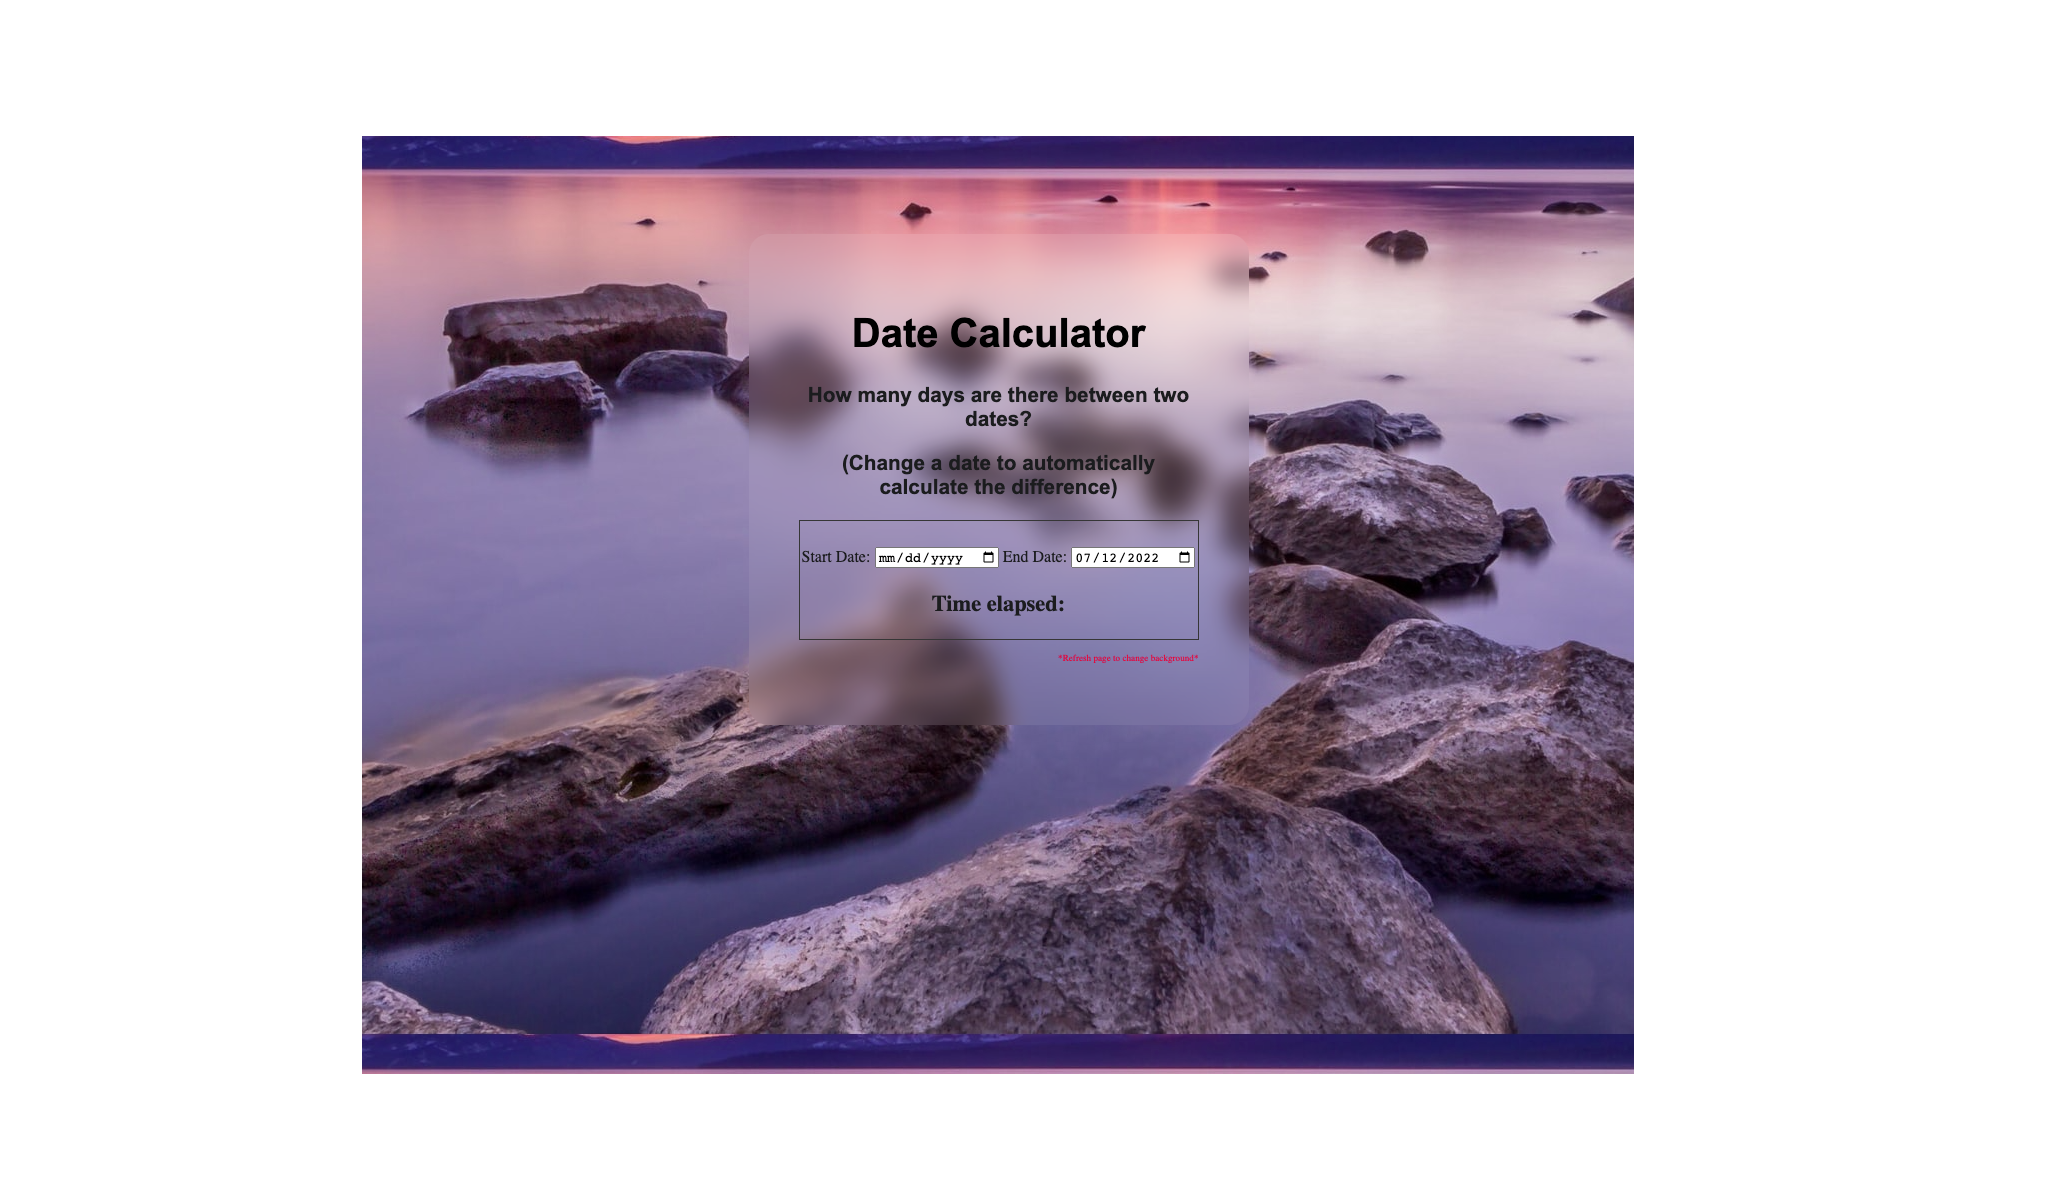 Date Calculator
How many days are there between two
dates?
(Change a date to automatically
calculate the difference)
Start Date: mm/dd/yyyy End Date: 07/12/2022
Time elapsed:
*Refresh page to change background*